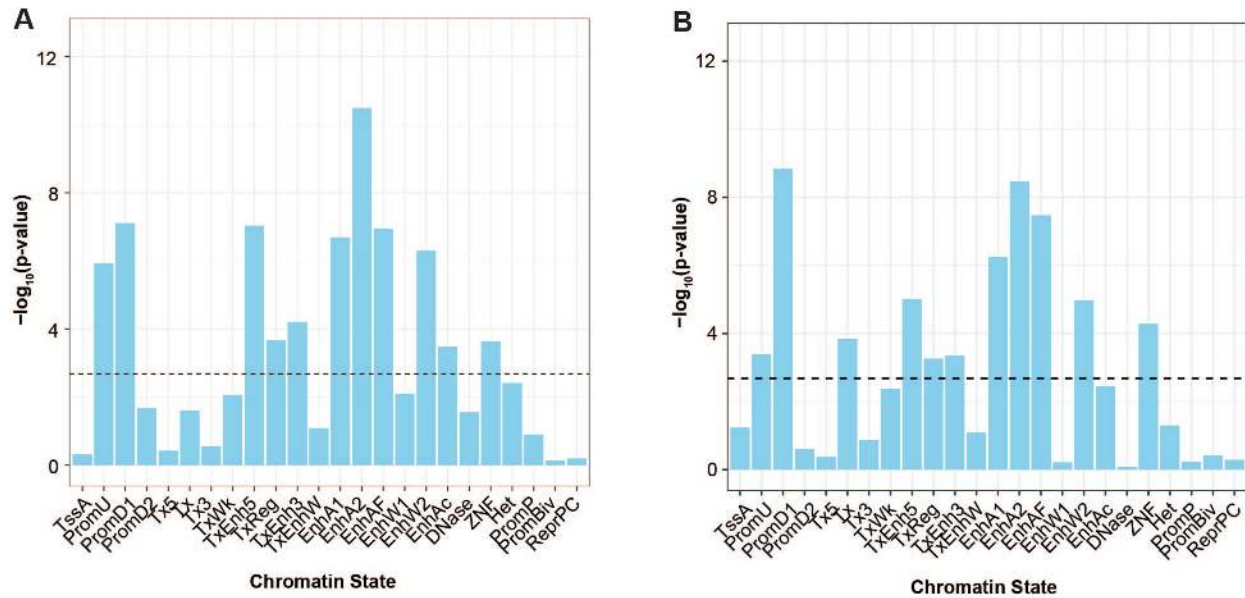 A
12
8
4
0
−log10(p-value)
TssA
PromU
PromD1
PromD2
Tx5
Tx
Tx3
TxWk
TxEnh5
TxReg
TxEnh3
TxEnhW
EnhA1
EnhA2
EnhAF
EnhW1
EnhW2
EnhAc
DNase
ZNF
Het
PromP
PromBiv
ReprPC
Chromatin State
B
12
8
4
0
−log10(p-value)
TssA
PromU
PromD1
PromD2
Tx5
Tx
Tx3
TxWk
TxEnh5
TxReg
TxEnh3
TxEnhW
EnhA1
EnhA2
EnhAF
EnhW1
EnhW2
EnhAc
DNase
ZNF
Het
PromP
PromBiv
ReprPC
Chromatin State